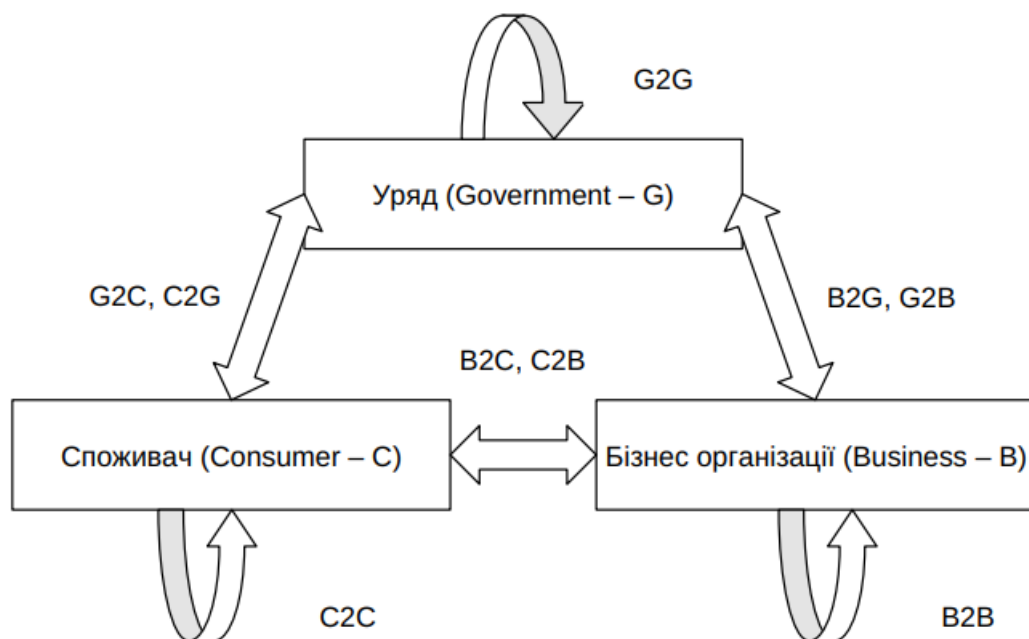 G2G
Уряд (Government – G)
G2C, C2G
B2G, G2B
B2C, C2B
Споживач (Consumer – C)
Бізнес організації (Business – B)
C2C
B2B